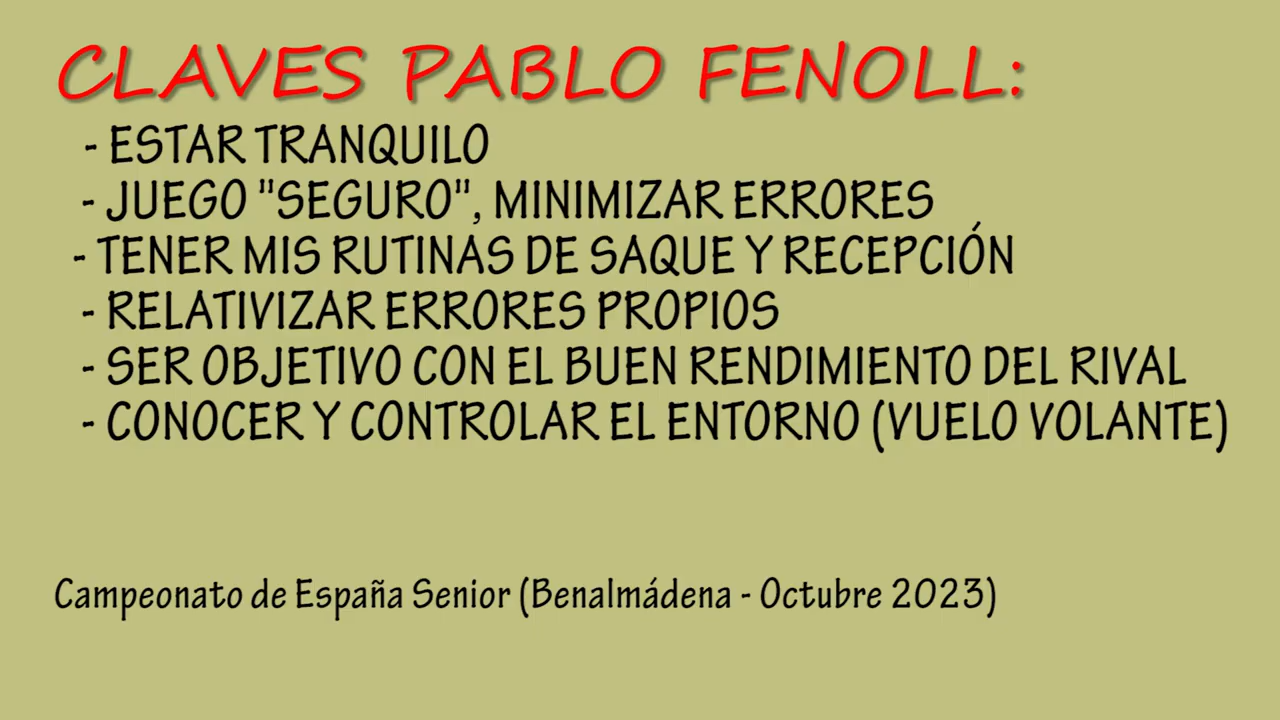 CLAVES PABLO FENOLL:
- ESTAR TRANQUILO
- JUEGO "SEGURO", MINIMIZAR ERRORES
- TENER MIS RUTINAS DE SAQUE Y RECEPCIÓN
- RELATIVIZAR ERRORES PROPIOS
- SER OBJETIVO CON EL BUEN RENDIMIENTO DEL RIVAL
- CONOCER Y CONTROLAR EL ENTORNO (VUELO VOLANTE)
Campeonato de España Senior (Benalmádena - Octubre 2023)